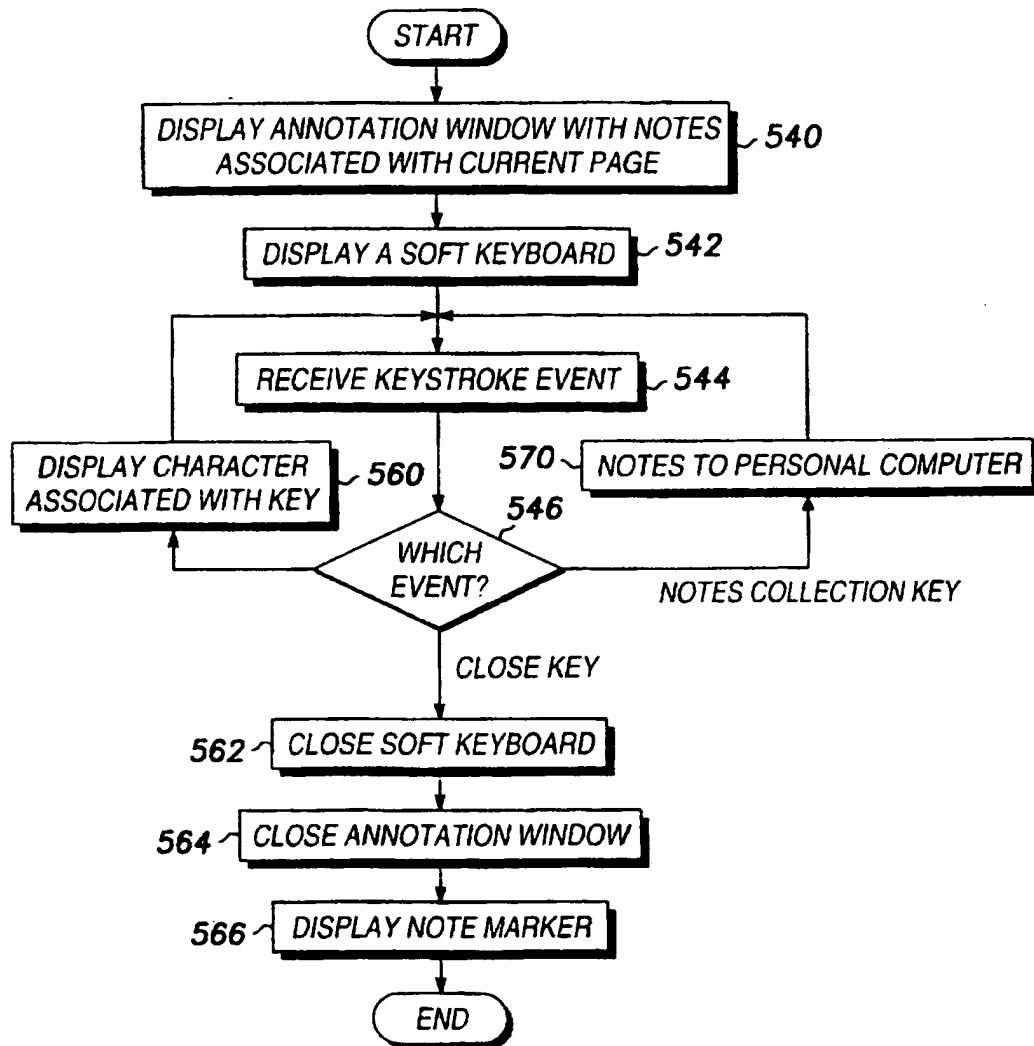 START
DISPLAY ANNOTATION WINDOW WITH NOTES
ASSOCIATED WITH CURRENT PAGE
540
DISPLAY A SOFT KEYBOARD
542
RECEIVE KEYSTROKE EVENT
544
DISPLAY CHARACTER
ASSOCIATED WITH KEY
560
570
NOTES TO PERSONAL COMPUTER
546
WHICH
EVENT?
NOTES COLLECTION KEY
CLOSE KEY
562
CLOSE SOFT KEYBOARD
564
CLOSE ANNOTATION WINDOW
566
DISPLAY NOTE MARKER
END